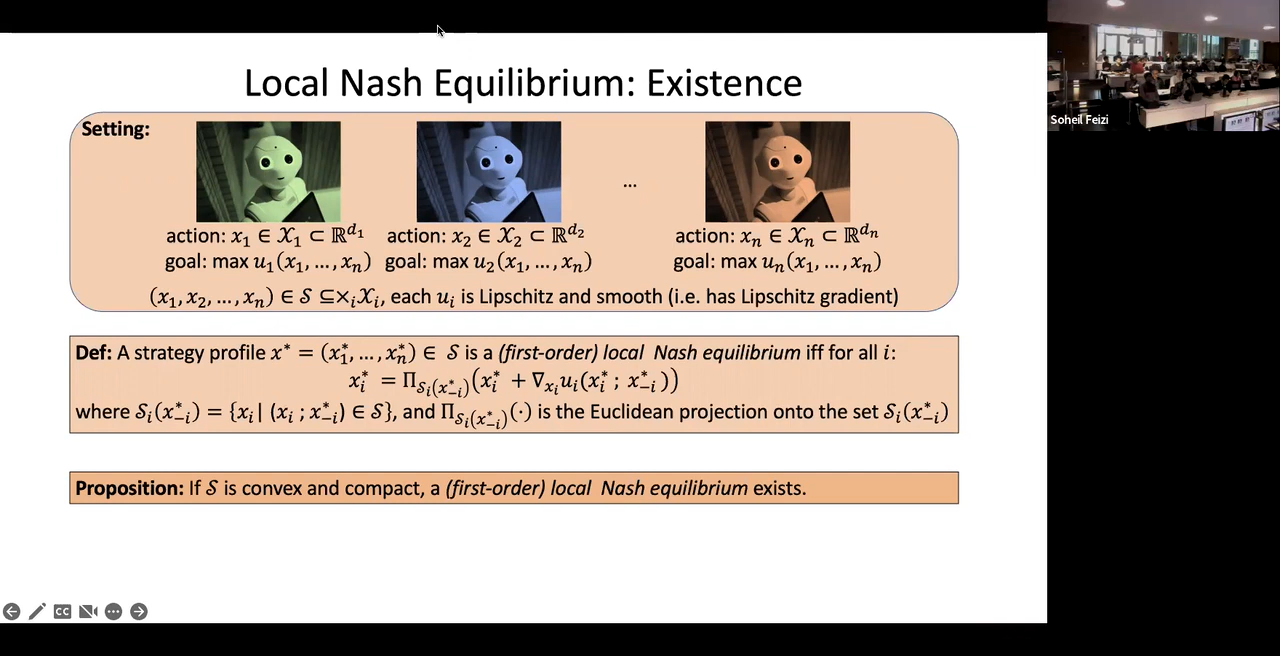 Local Nash Equilibrium: Existence
Setting:
...
action: x₁ ∈ 𝒳₁ ⊂ ℝ^{d₁} action: x₂ ∈ 𝒳₂ ⊂ ℝ^{d₂} action: xₙ ∈ 𝒳ₙ ⊂ ℝ^{dₙ}
goal: max u₁(x₁, …, xₙ) goal: max u₂(x₁, …, xₙ) goal: max uₙ(x₁, …, xₙ)
(x₁, x₂, …, xₙ) ∈ 𝒮 ⊆×ᵢ𝒳ᵢ, each uᵢ is Lipschitz and smooth (i.e. has Lipschitz gradient)
Def: A strategy profile x* = (x₁*, …, xₙ*) ∈ 𝒮 is a (first-order) local Nash equilibrium iff for all i:
xᵢ* = Π_{𝒮ᵢ(x₋ᵢ*)}(xᵢ* + ∇_{xᵢ}uᵢ(xᵢ* ; x₋ᵢ*))
where 𝒮ᵢ(x₋ᵢ*) = {xᵢ| (xᵢ ; x₋ᵢ*) ∈ 𝒮}, and Π_{𝒮ᵢ(x₋ᵢ*)}(·) is the Euclidean projection onto the set 𝒮ᵢ(x₋ᵢ*)
Proposition: If 𝒮 is convex and compact, a (first-order) local Nash equilibrium exists.
CC
Soheil Feizi